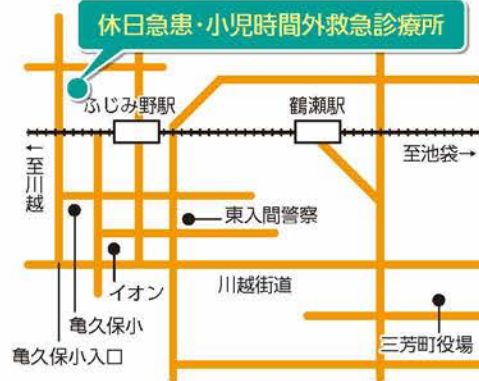 休日急患・小児時間外救急診療所
ふじみ野駅
鶴瀬駅
←至川越
至池袋→
東入間警察
イオン
川越街道
亀久保小
三芳町役場
亀久保小入口